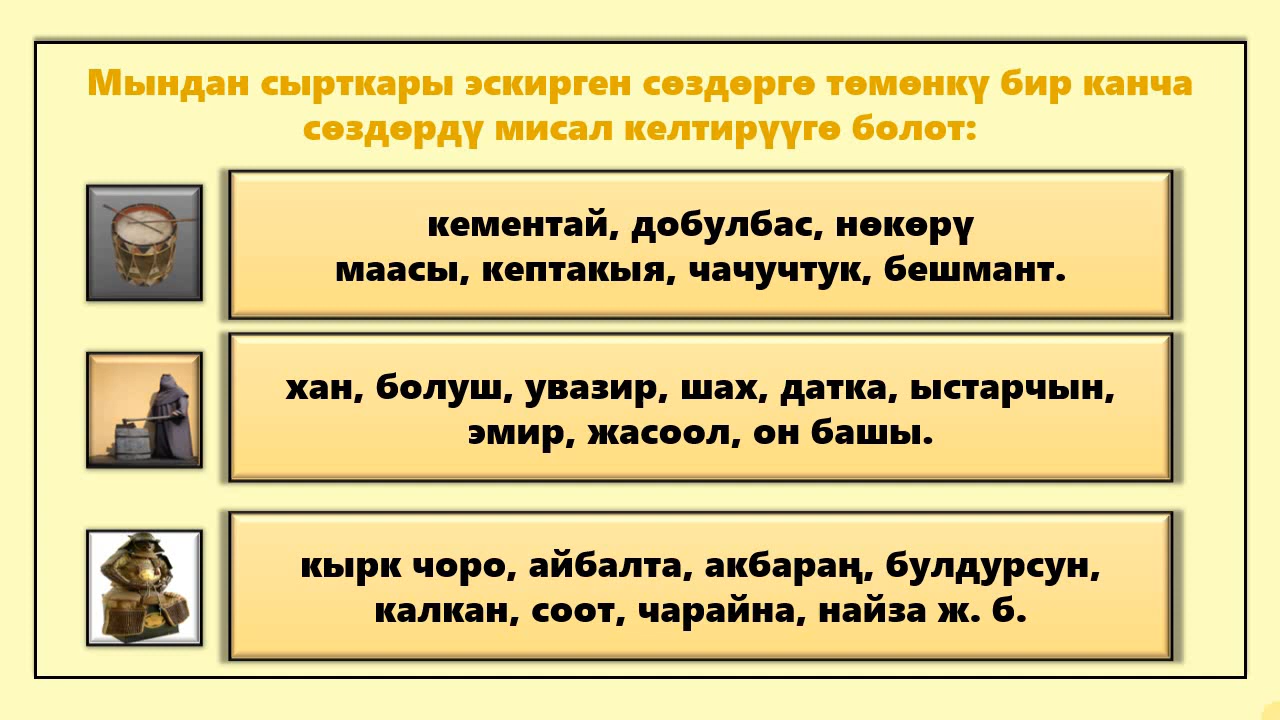 Мындан сырткары эскирген сөздөргө төмөнкү бир канча
сөздөрдү мисал келтирүүгө болот:
кементай, добулбас, нөкөрү
маасы, кептакыя, чачучтук, бешмант.
хан, болуш, увазир, шах, датка, ыстарчын,
эмир, жасоол, он башы.
кырк чоро, айбалта, акбараң, булдурсун,
калкан, соот, чарайна, найза ж. б.